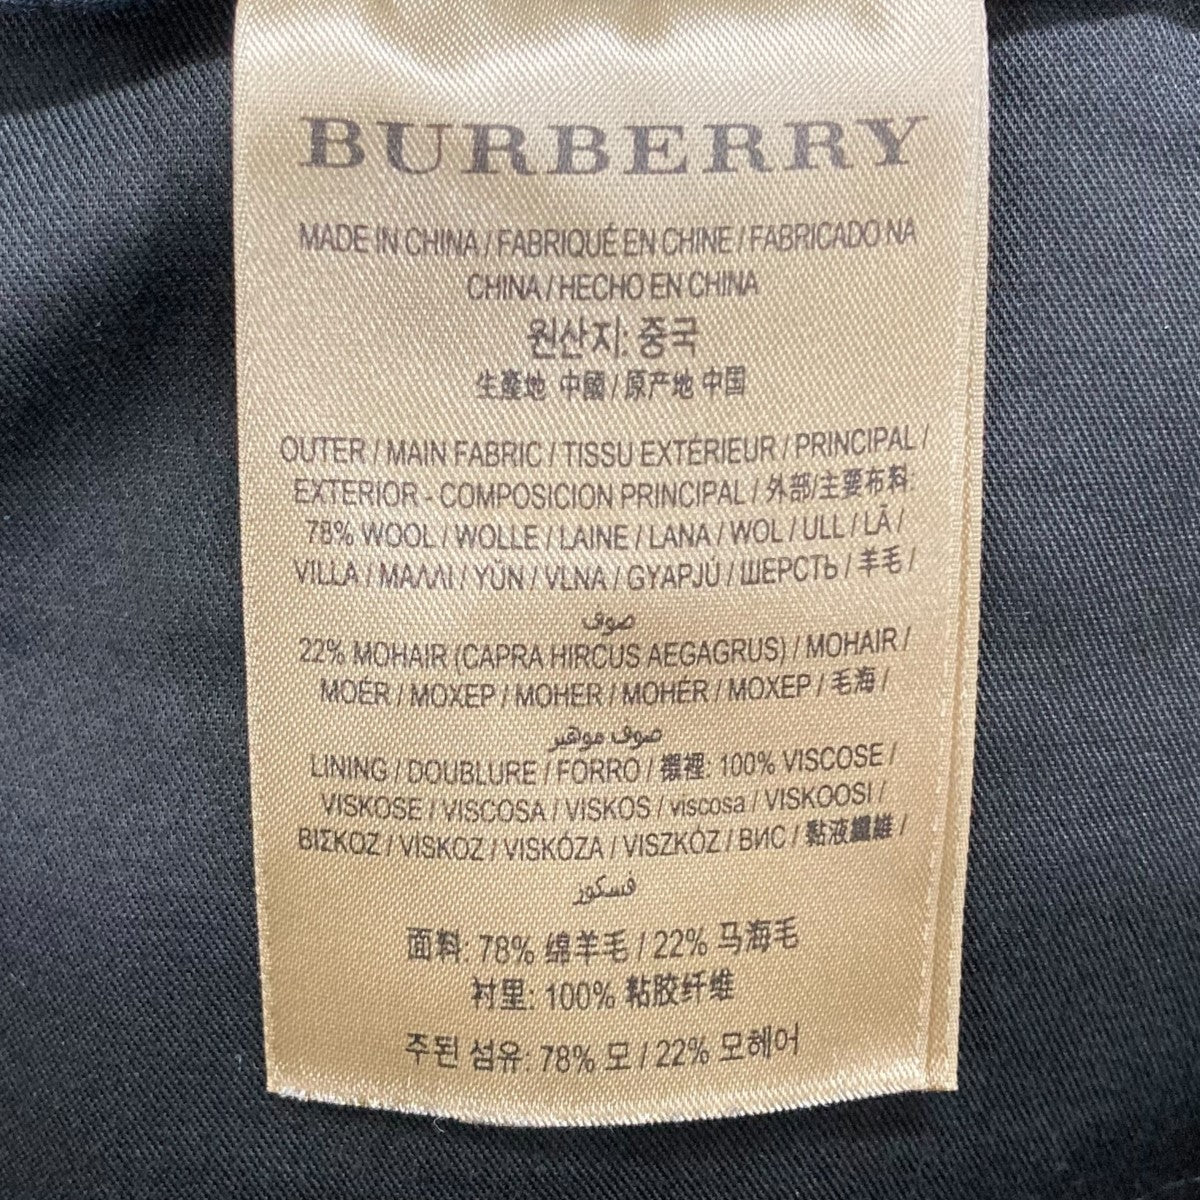 BURBERRY
MADE IN CHINA / FABRIQUÉ EN CHINE / FABRICADO NA
CHINA / HECHO EN CHINA
원산지: 중국
生產地 中國 / 原产地 中国
OUTER / MAIN FABRIC / TISSU EXTÉRIEUR / PRINCIPAL /
EXTERIOR - COMPOSICION PRINCIPAL / 外部/主要布料:
78% WOOL / WOLLE / LAINE / LANA / WOL / ULL / LÃ /
VILLA / ΜΑΛΛΙ / YÜN / VLNA / GYAPJÚ / ШЕРСТЬ / 羊毛 /
صوف
22% MOHAIR (CAPRA HIRCUS AEGAGRUS) / MOHAIR /
MOÉR / MOXEP / MOHER / MOHÉR / MOXEP / 毛海 /
صوف موهير
LINING / DOUBLURE / FORRO / 襯裡: 100% VISCOSE /
VISKOSE / VISCOSA / VISKOS / viscosa / VISKOOSI /
ΒΙΣΚΟΖ / VİSKOZ / VISKÓZA / VISZKÓZ / ВИС / 黏液纖維 /
فسكوز
面料: 78% 绵羊毛 / 22% 马海毛
衬里: 100% 粘胶纤维
주된 섬유: 78% 모 / 22% 모헤어